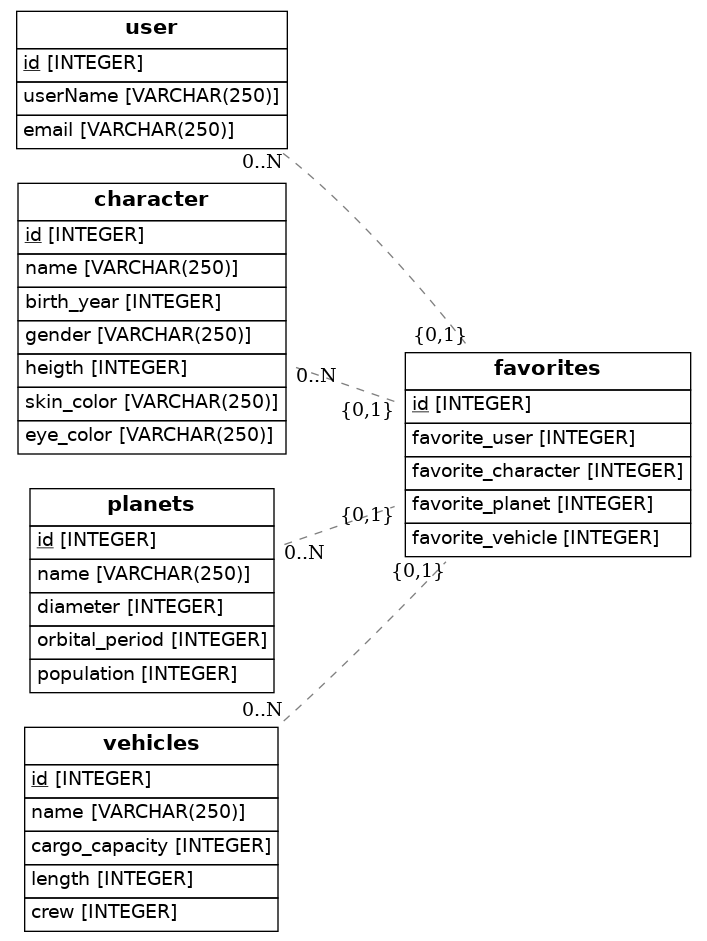 user
id [INTEGER]
userName [VARCHAR(250)]
email [VARCHAR(250)]
0..N
character
id [INTEGER]
name [VARCHAR(250)]
birth_year [INTEGER]
gender [VARCHAR(250)]
heigth [INTEGER]
skin_color [VARCHAR(250)]
eye_color [VARCHAR(250)]
0..N
{0,1}
{0,1}
favorites
id [INTEGER]
favorite_user [INTEGER]
favorite_character [INTEGER]
favorite_planet [INTEGER]
favorite_vehicle [INTEGER]
{0,1}
{0,1}
planets
id [INTEGER]
name [VARCHAR(250)]
diameter [INTEGER]
orbital_period [INTEGER]
population [INTEGER]
0..N
0..N
vehicles
id [INTEGER]
name [VARCHAR(250)]
cargo_capacity [INTEGER]
length [INTEGER]
crew [INTEGER]